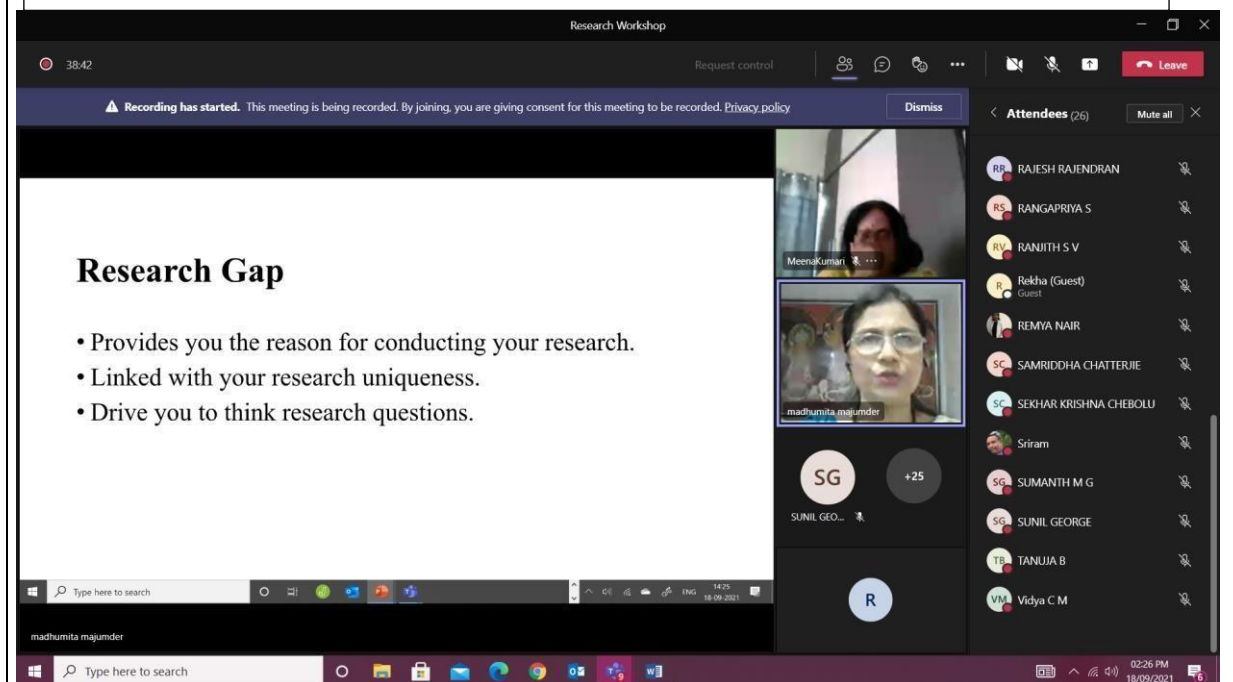 Research Workshop
38:42
Request control
Leave
Recording has started. This meeting is being recorded. By joining, you are giving consent for this meeting to be recorded. Privacy policy
Dismiss
Attendees (26)
Mute all
Research Gap
• Provides you the reason for conducting your research.
• Linked with your research uniqueness.
• Drive you to think research questions.
Type here to search
ENG
14:25
18-09-2021
madhumita majumder
MeenaKumari
madhumita majumder
SG
+25
SUNIL GEO...
R
RR RAJESH RAJENDRAN
RS RANGAPRIYA S
RV RANJITH S V
R Rekha (Guest)
Guest
REMYA NAIR
SC SAMRIDDHA CHATTERJIE
SC SEKHAR KRISHNA CHEBOLU
Sriram
SG SUMANTH M G
SG SUNIL GEORGE
TB TANUJA B
VM Vidya C M
Type here to search
02:26 PM
18/09/2021